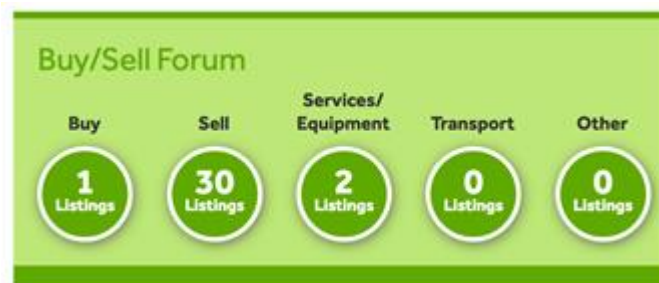 Buy/Sell Forum
Buy
Sell
Services/
Equipment
Transport
Other
1
Listings
30
Listings
2
Listings
0
Listings
0
Listings